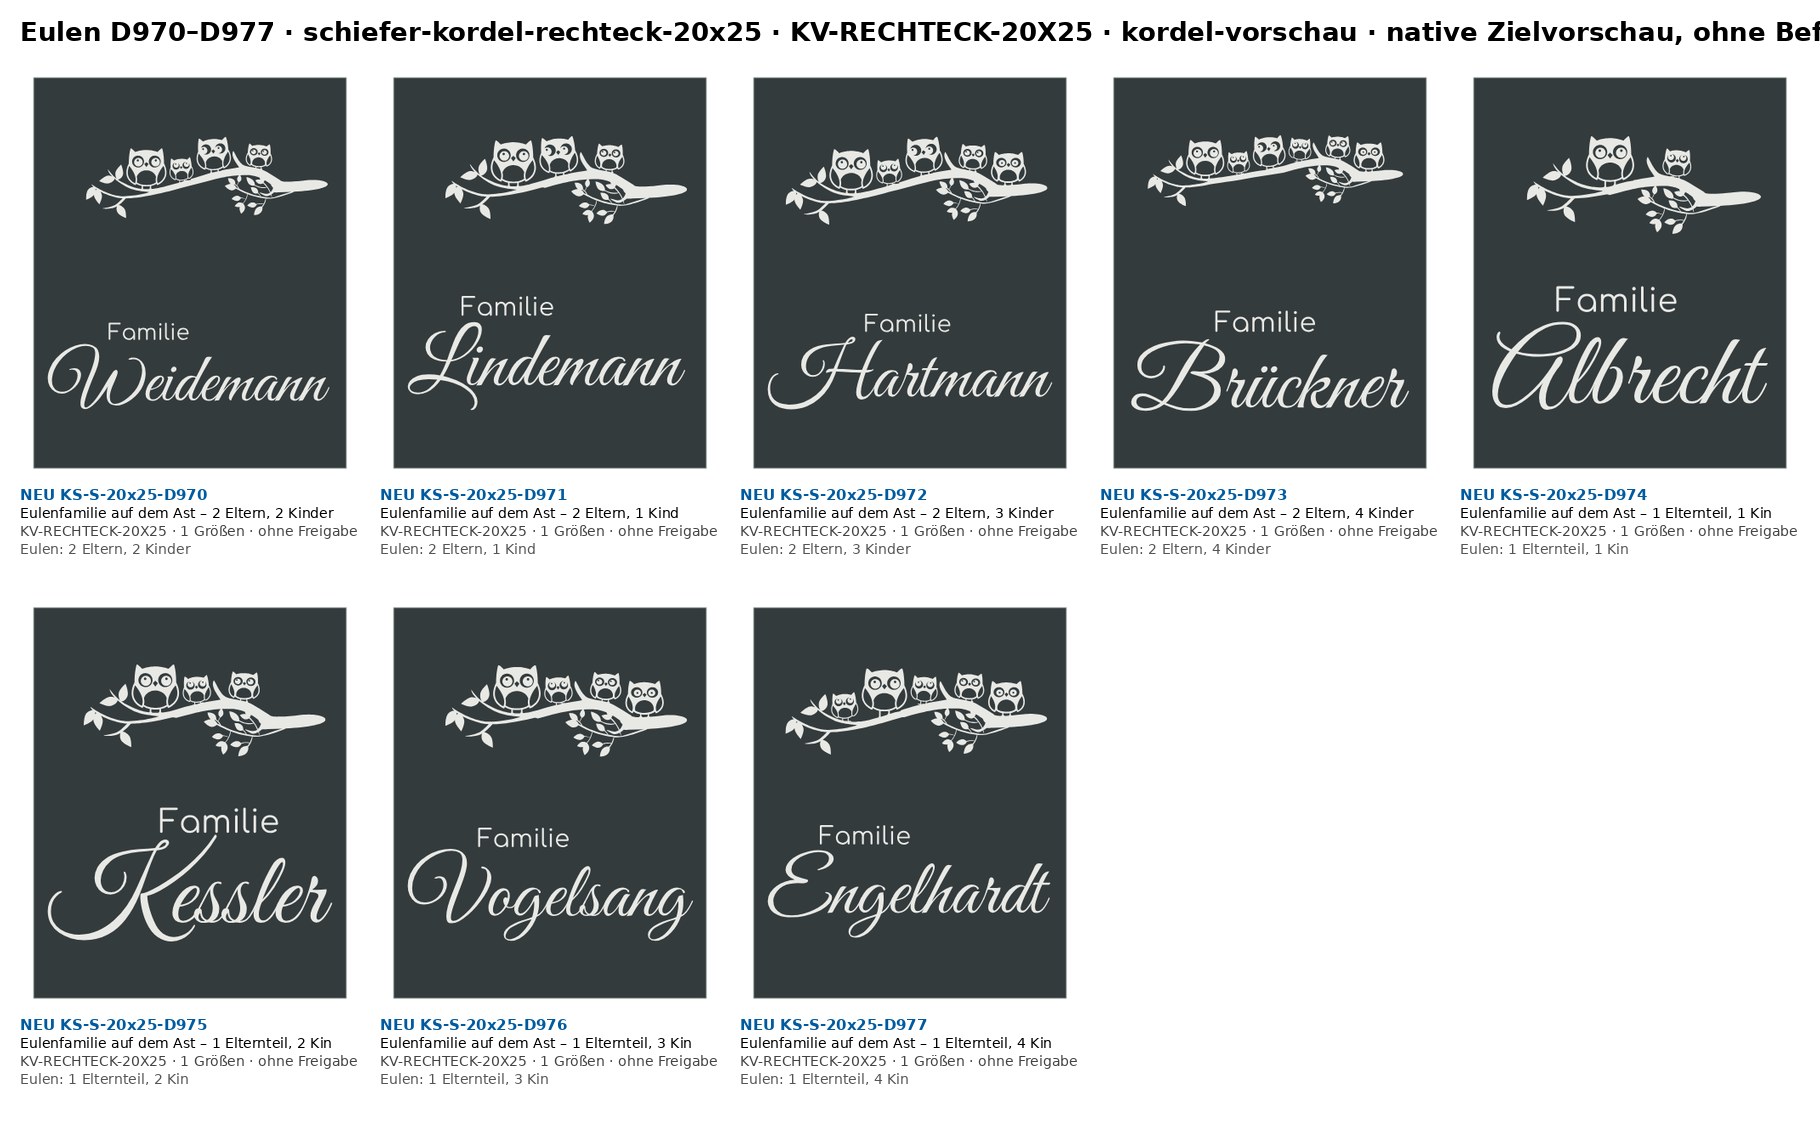 Eulen D970–D977 · schiefer-kordel-rechteck-20x25 · KV-RECHTECK-20X25 · kordel-vorschau · native Zielvorschau, ohne
Familie
Weidemann
NEU KS-S-20x25-D970
Eulenfamilie auf dem Ast – 2 Eltern, 2 Kinder
KV-RECHTECK-20X25 · 1 Größen · ohne Freigabe
Eulen: 2 Eltern, 2 Kinder
Familie
Lindemann
NEU KS-S-20x25-D971
Eulenfamilie auf dem Ast – 2 Eltern, 1 Kind
KV-RECHTECK-20X25 · 1 Größen · ohne Freigabe
Eulen: 2 Eltern, 1 Kind
Familie
Hartmann
NEU KS-S-20x25-D972
Eulenfamilie auf dem Ast – 2 Eltern, 3 Kinder
KV-RECHTECK-20X25 · 1 Größen · ohne Freigabe
Eulen: 2 Eltern, 3 Kinder
Familie
Brückner
NEU KS-S-20x25-D973
Eulenfamilie auf dem Ast – 2 Eltern, 4 Kinder
KV-RECHTECK-20X25 · 1 Größen · ohne Freigabe
Eulen: 2 Eltern, 4 Kinder
Familie
Albrecht
NEU KS-S-20x25-D974
Eulenfamilie auf dem Ast – 1 Elternteil, 1 Kin
KV-RECHTECK-20X25 · 1 Größen · ohne Freigabe
Eulen: 1 Elternteil, 1 Kin
Familie
Kessler
NEU KS-S-20x25-D975
Eulenfamilie auf dem Ast – 1 Elternteil, 2 Kin
KV-RECHTECK-20X25 · 1 Größen · ohne Freigabe
Eulen: 1 Elternteil, 2 Kin
Familie
Vogelsang
NEU KS-S-20x25-D976
Eulenfamilie auf dem Ast – 1 Elternteil, 3 Kin
KV-RECHTECK-20X25 · 1 Größen · ohne Freigabe
Eulen: 1 Elternteil, 3 Kin
Familie
Engelhardt
NEU KS-S-20x25-D977
Eulenfamilie auf dem Ast – 1 Elternteil, 4 Kin
KV-RECHTECK-20X25 · 1 Größen · ohne Freigabe
Eulen: 1 Elternteil, 4 Kin